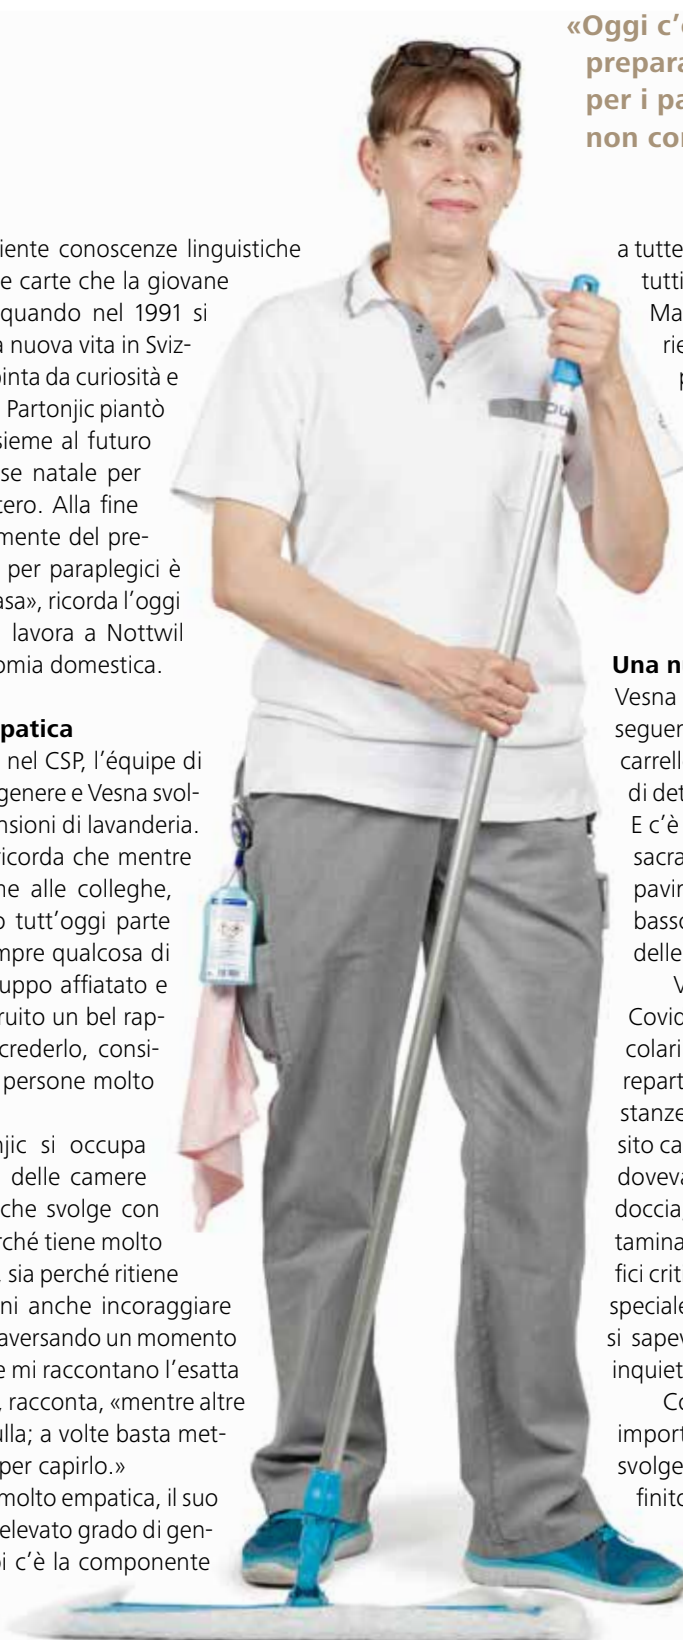 «Oggi c'
prepara
per i pa
non co
iente conoscenze linguistiche
e carte che la giovane
quando nel 1991 si
a nuova vita in Sviz-
pinta da curiosità e
Partonjic piantò
sieme al futuro
se natale per
tero. Alla fine
mente del pre-
per paraplegici è
asa», ricorda l'oggi
lavora a Nottwil
omia domestica.
patica
nel CSP, l'équipe di
genere e Vesna svol-
nsioni di lavanderia.
ricorda che mentre
me alle colleghe,
o tutt'oggi parte
mpre qualcosa di
uppo affiatato e
ruito un bel rap-
crederlo, consi-
persone molto
njic si occupa
delle camere
che svolge con
rché tiene molto
, sia perché ritiene
ni anche incoraggiare
raversando un momento
e mi raccontano l'esatta
, racconta, «mentre altre
ulla; a volte basta met-
per capirlo.»
molto empatica, il suo
elevato grado di gen-
oi c'è la componente
a tutte
tutti
Ma
rie
p
Una n
Vesna
seguen
carrell
di det
E c'è
sacra
pavin
basso
delle
V
Covid
colari
repart
stanze
sito ca
doveva
doccia,
tamina
fici crit
speciale
si sapev
inquiet
Co
import
svolge
finito